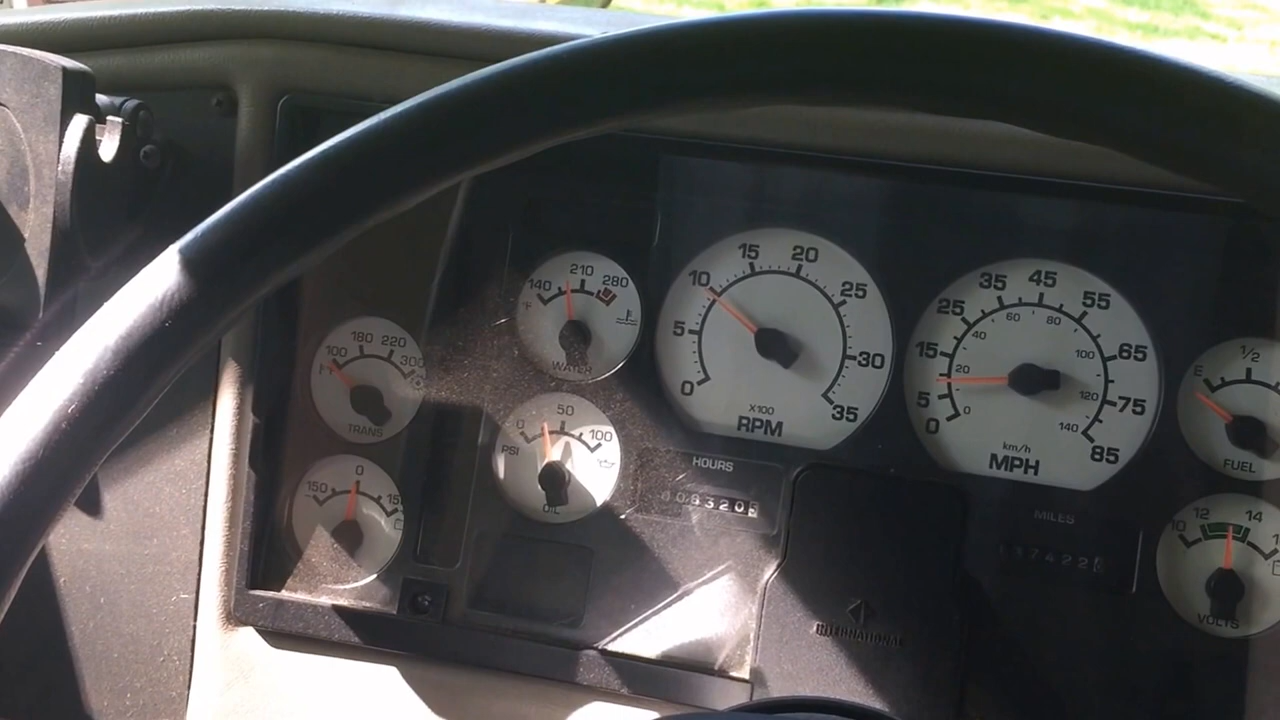 140 210 280
°F
WATER
100 180 220 300
°F
TRANS
150 0 15
0 50 100
PSI
OIL
0 5 10 15 20 25 30 35
X100
RPM
0 5 15 25 35 45 55 65 75 85
0 20 40 60 80 100 120 140
km/h
MPH
HOURS
MILES
E 1/2
FUEL
10 12 14
VOLTS
INTERNATIONAL